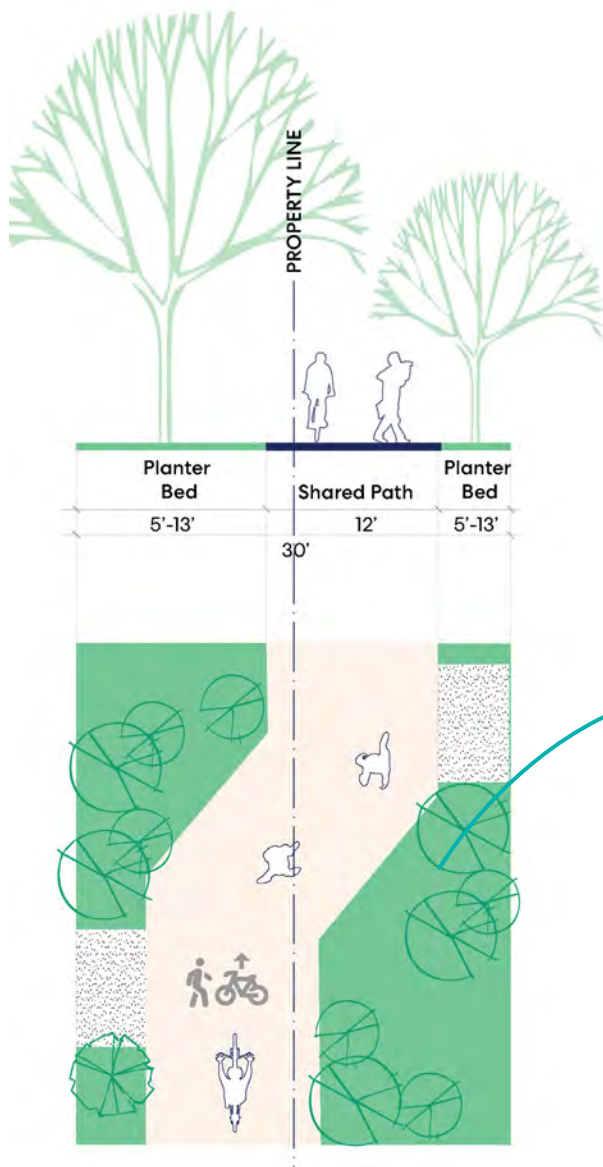 PROPERTY LINE
Planter
Bed
Shared Path
Planter
Bed
5’-13’
12’
5’-13’
30’